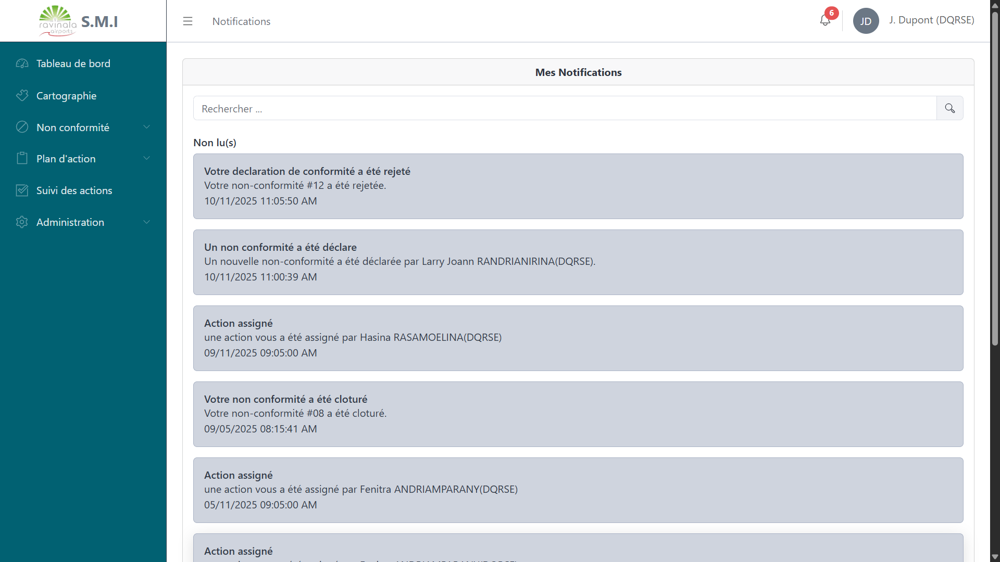 ravinala
airports
S.M.I
Notifications
6
JD
J. Dupont (DQRSE)
Tableau de bord
Cartographie
Non conformité
Plan d'action
Suivi des actions
Administration
Mes Notifications
Rechercher ...
Non lu(s)
Votre declaration de conformité a été rejeté
Votre non-conformité #12 a été rejetée.
10/11/2025 11:05:50 AM
Un non conformité a été déclare
Un nouvelle non-conformité a été déclarée par Larry Joann RANDRIANIRINA(DQRSE).
10/11/2025 11:00:39 AM
Action assigné
une action vous a été assigné par Hasina RASAMOELINA(DQRSE)
09/11/2025 09:05:00 AM
Votre non conformité a été cloturé
Votre non-conformité #08 a été cloturé.
09/05/2025 08:15:41 AM
Action assigné
une action vous a été assigné par Fenitra ANDRIAMPARANY(DQRSE)
05/11/2025 09:05:00 AM
Action assigné